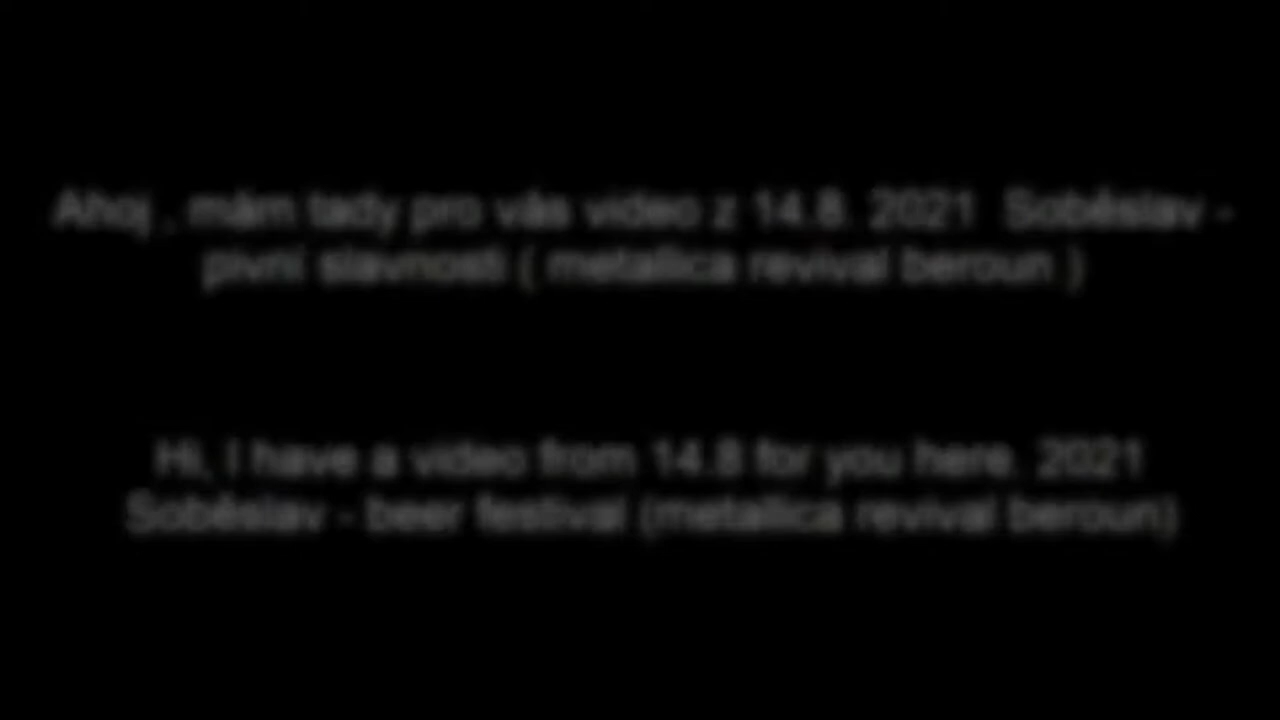 Ahoj , mám tady pro vás video z 14.8. 2021 Soběslav -
pivní slavnosti ( metallica revival beroun )
Hi, I have a video from 14.8 for you here. 2021
Soběslav - beer festival (metallica revival beroun)